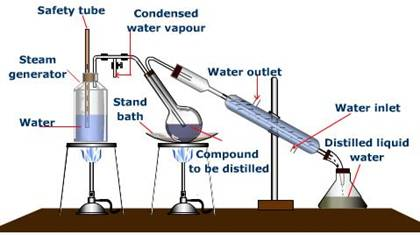 Safety tube
Condensed
water vapour
Steam
generator
Water outlet
Stand
bath
Water inlet
Water
Compound
to be distilled
Distilled liquid
water